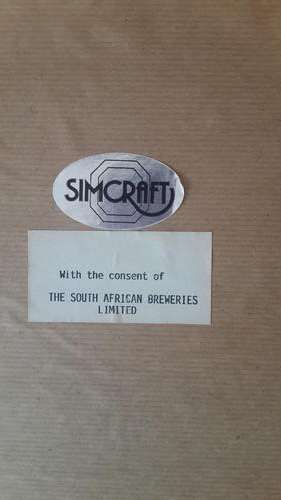 SIMCRAFT
With the consent of
THE SOUTH AFRICAN BREWERIES
LIMITED